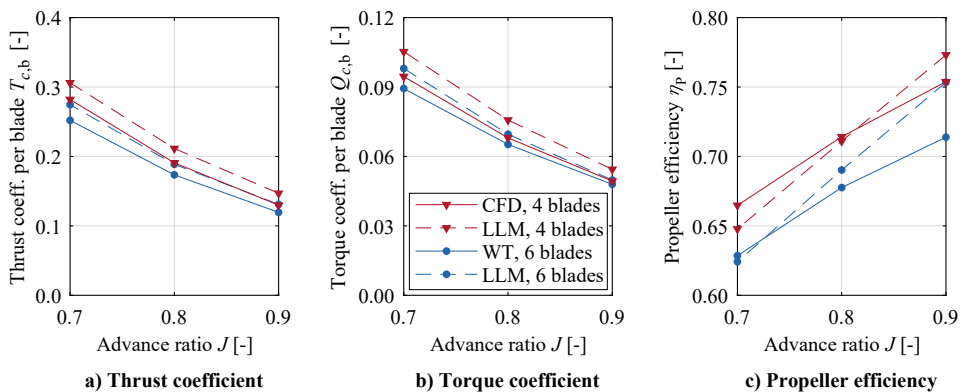 Thrust coeff. per blade T_{c,b} [-]
0.4
0.3
0.2
0.1
0.0
0.7 0.8 0.9
Advance ratio J [-]
a) Thrust coefficient
Torque coeff. per blade Q_{c,b} [-]
0.12
0.09
0.06
0.03
0.00
CFD, 4 blades
LLM, 4 blades
WT, 6 blades
LLM, 6 blades
0.7 0.8 0.9
Advance ratio J [-]
b) Torque coefficient
Propeller efficiency η_p [-]
0.80
0.75
0.70
0.65
0.60
0.7 0.8 0.9
Advance ratio J [-]
c) Propeller efficiency